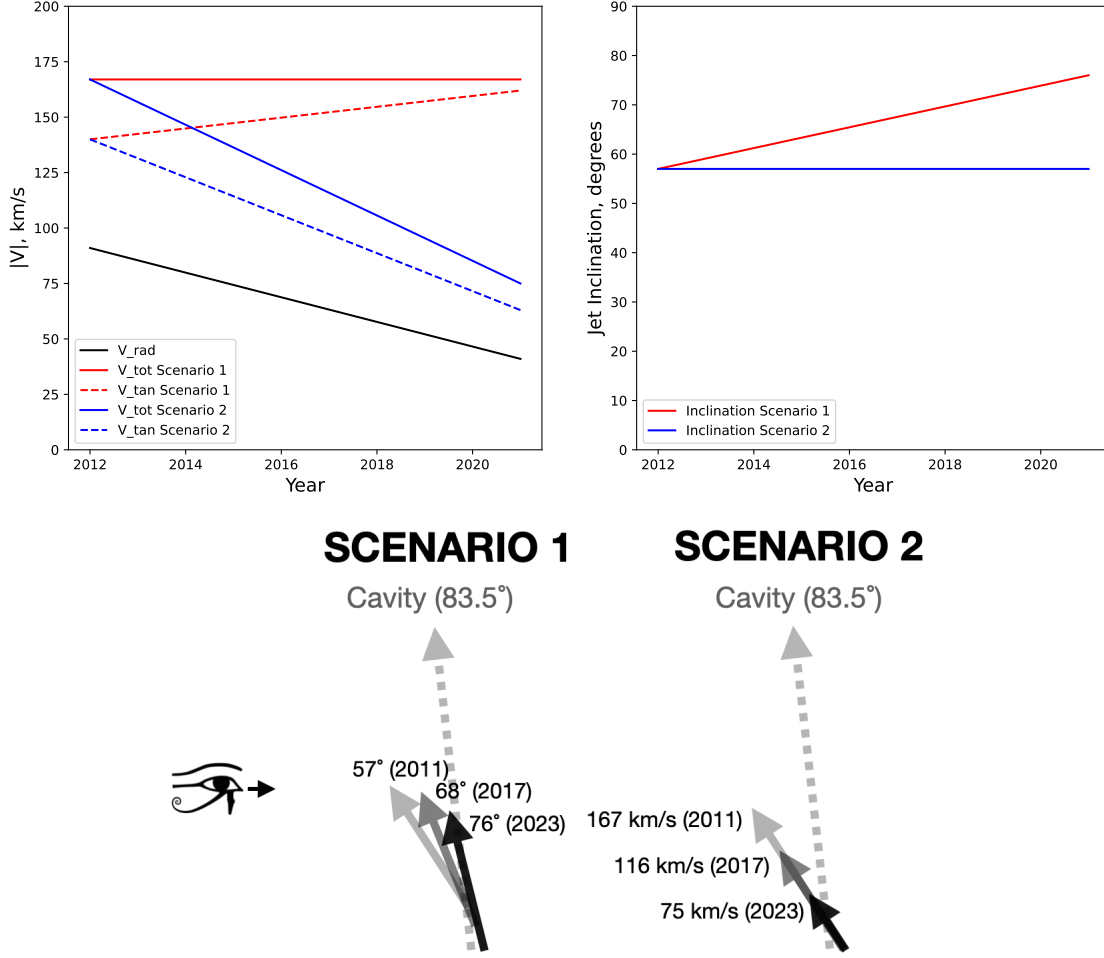 200
175
150
125
100
75
50
25
0
|V|, km/s
V_rad
V_tot Scenario 1
V_tan Scenario 1
V_tot Scenario 2
V_tan Scenario 2
2012 2014 2016 2018 2020
Year
90
80
70
60
50
40
30
20
10
0
Jet Inclination, degrees
Inclination Scenario 1
Inclination Scenario 2
2012 2014 2016 2018 2020
Year
SCENARIO 1
Cavity (83.5˚)
57˚ (2011)
68˚ (2017)
76˚ (2023)
SCENARIO 2
Cavity (83.5˚)
167 km/s (2011)
116 km/s (2017)
75 km/s (2023)